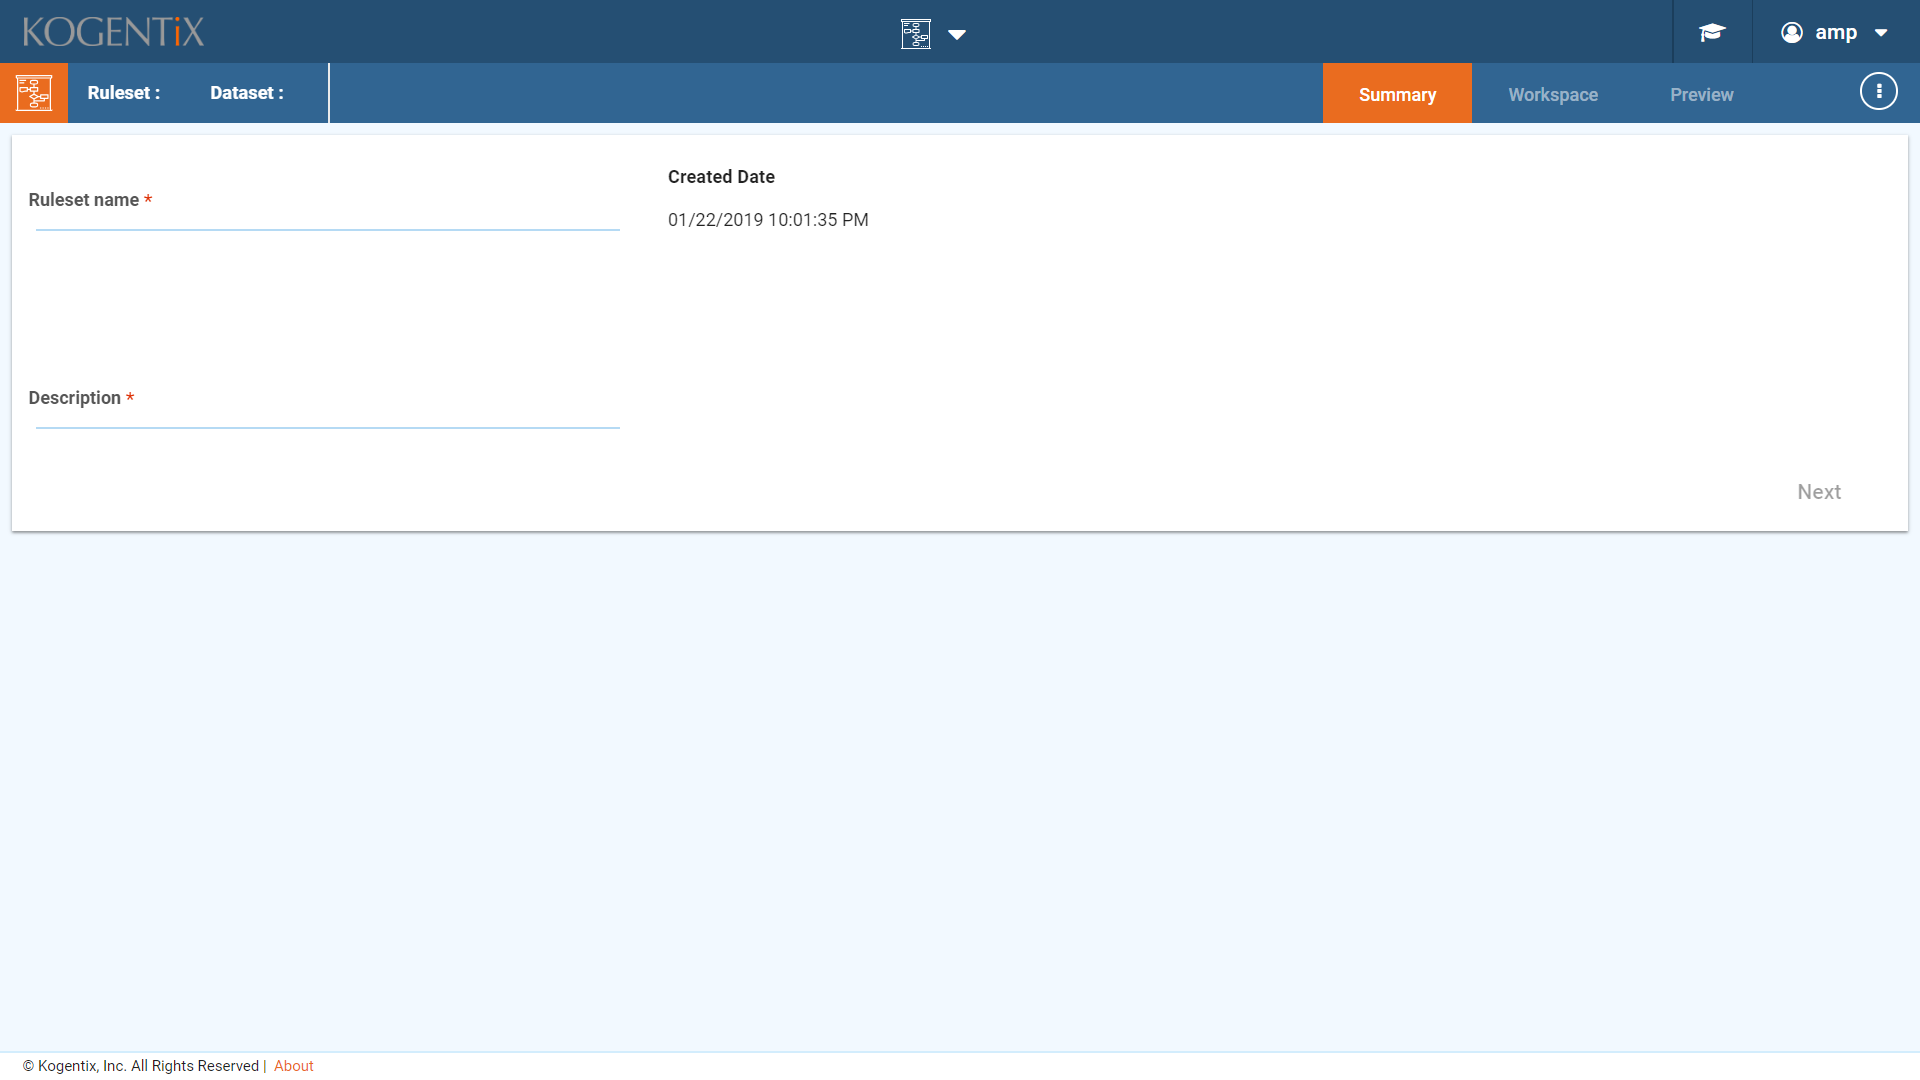 KOGENTiX
amp
Ruleset : Dataset :
Summary Workspace Preview
Ruleset name *
Created Date
01/22/2019 10:01:35 PM
Description *
Next
© Kogentix, Inc. All Rights Reserved | About